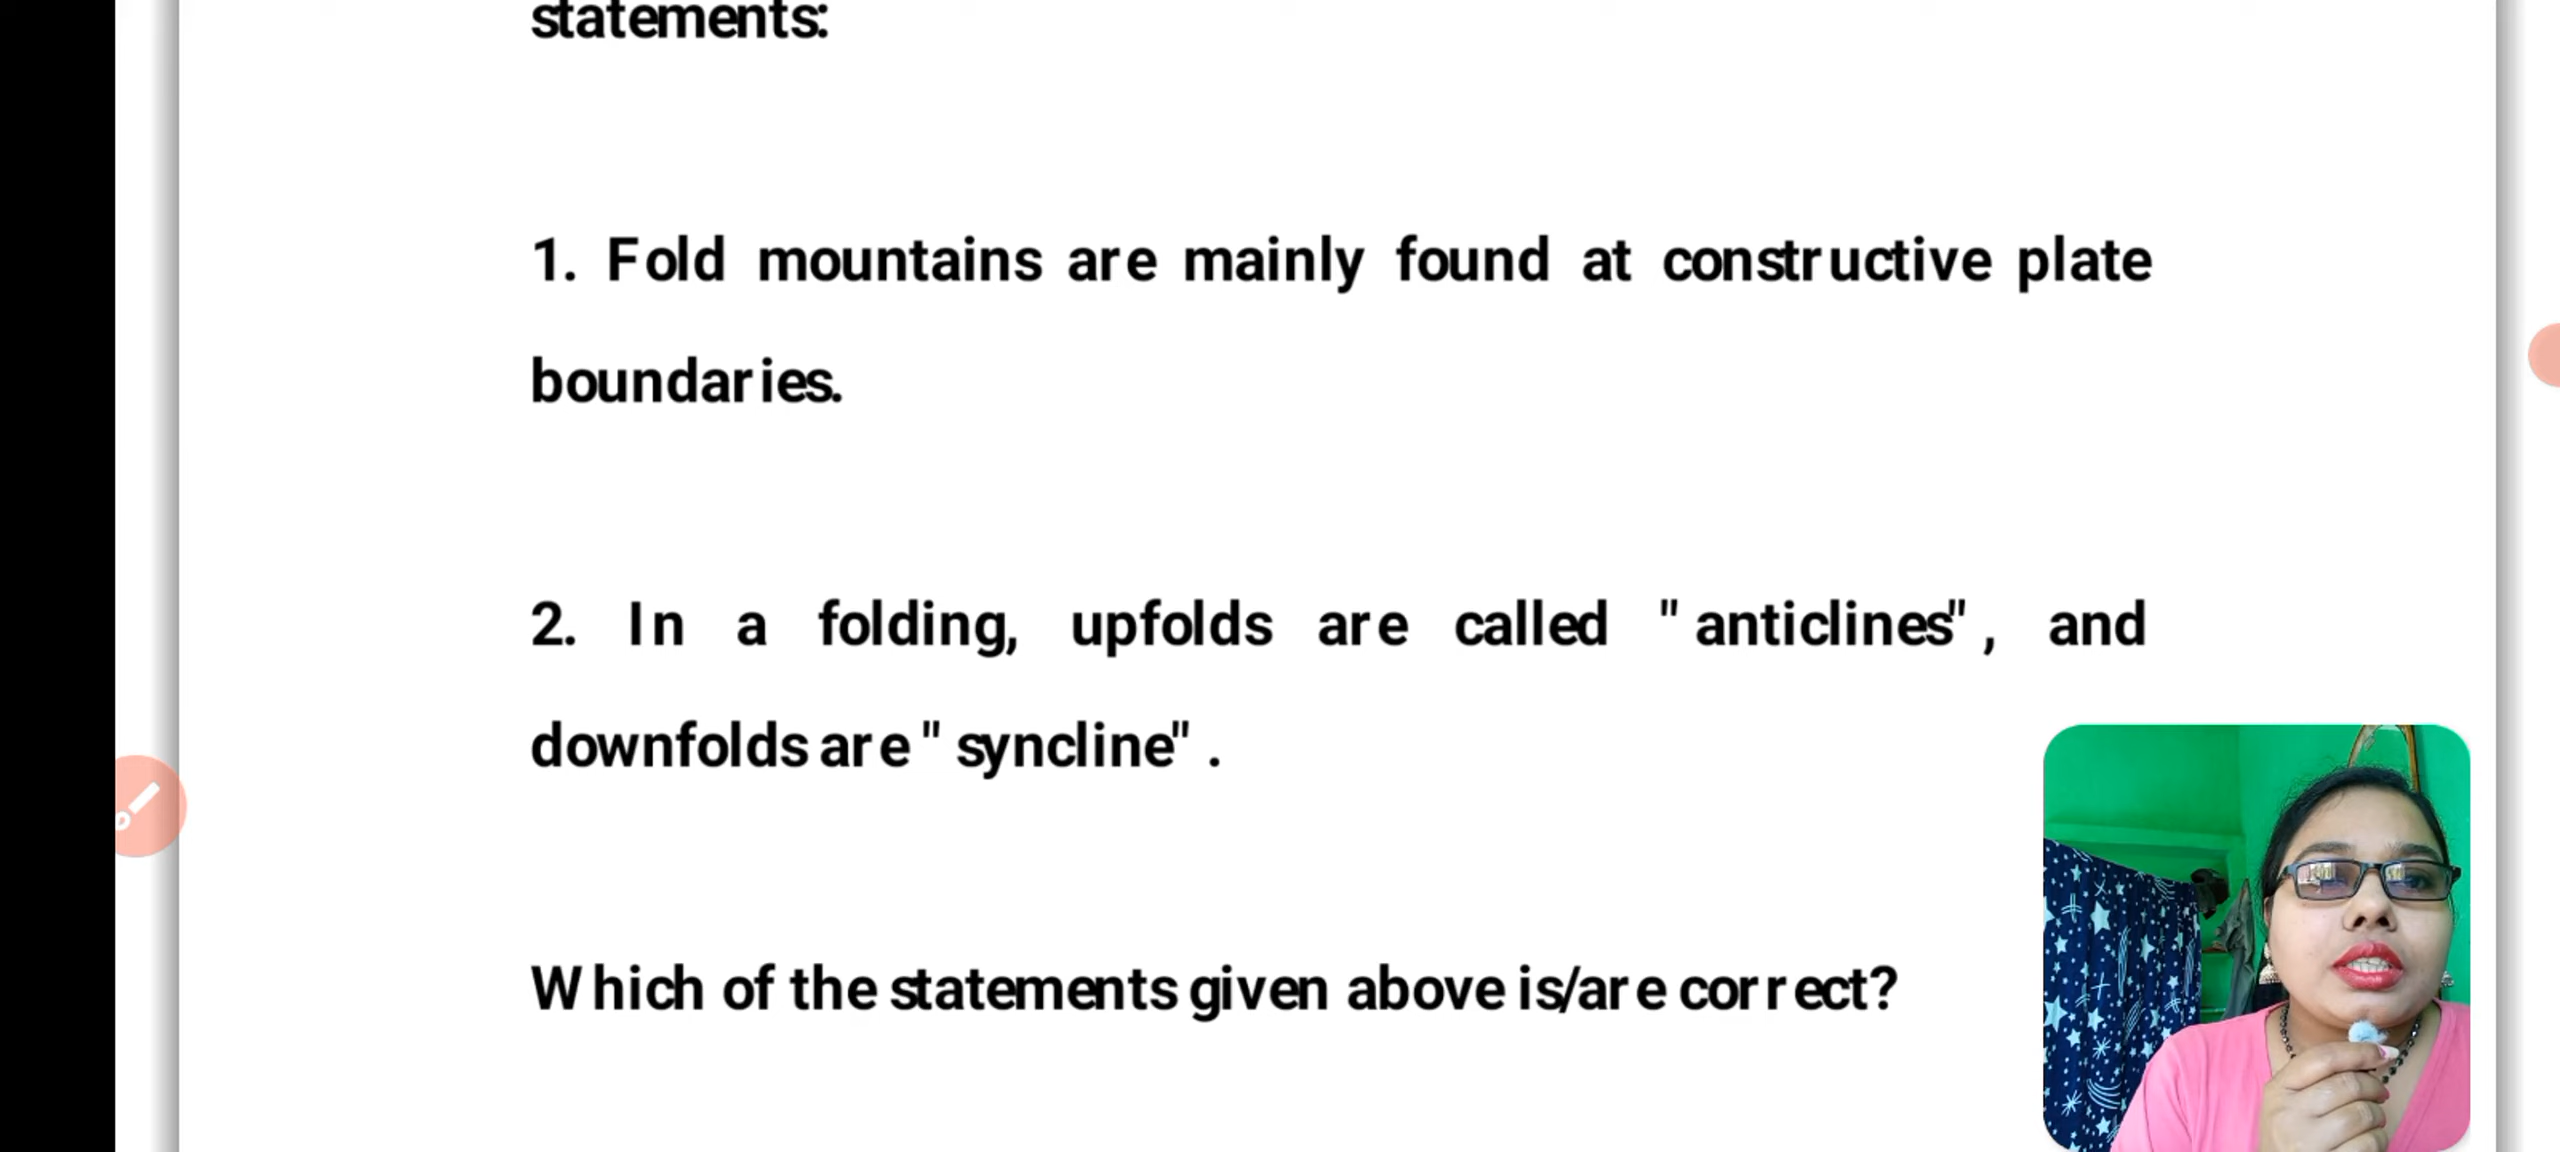 statements:
1. Fold mountains are mainly found at constructive plate
boundaries.
2. In a folding, upfolds are called "anticlines", and
downfolds are "syncline".
Which of the statements given above is/are correct?